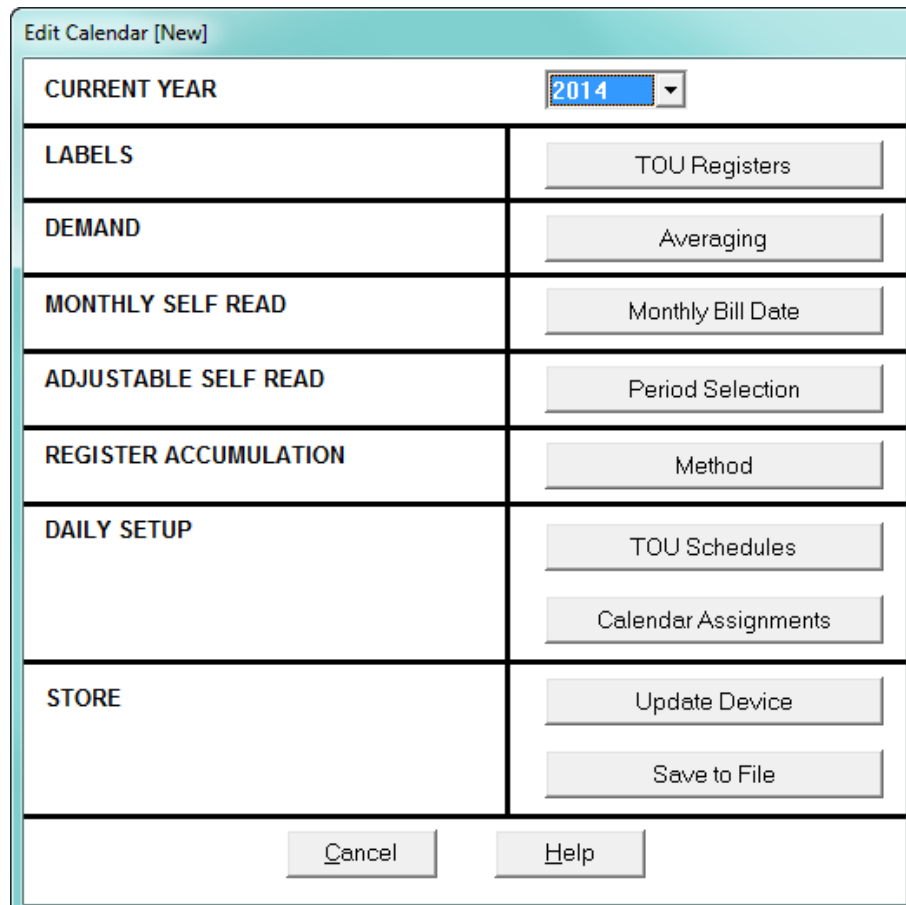 Edit Calendar [New]
CURRENT YEAR 2014
LABELS TOU Registers
DEMAND Averaging
MONTHLY SELF READ Monthly Bill Date
ADJUSTABLE SELF READ Period Selection
REGISTER ACCUMULATION Method
DAILY SETUP TOU Schedules
Calendar Assignments
STORE Update Device
Save to File
Cancel Help